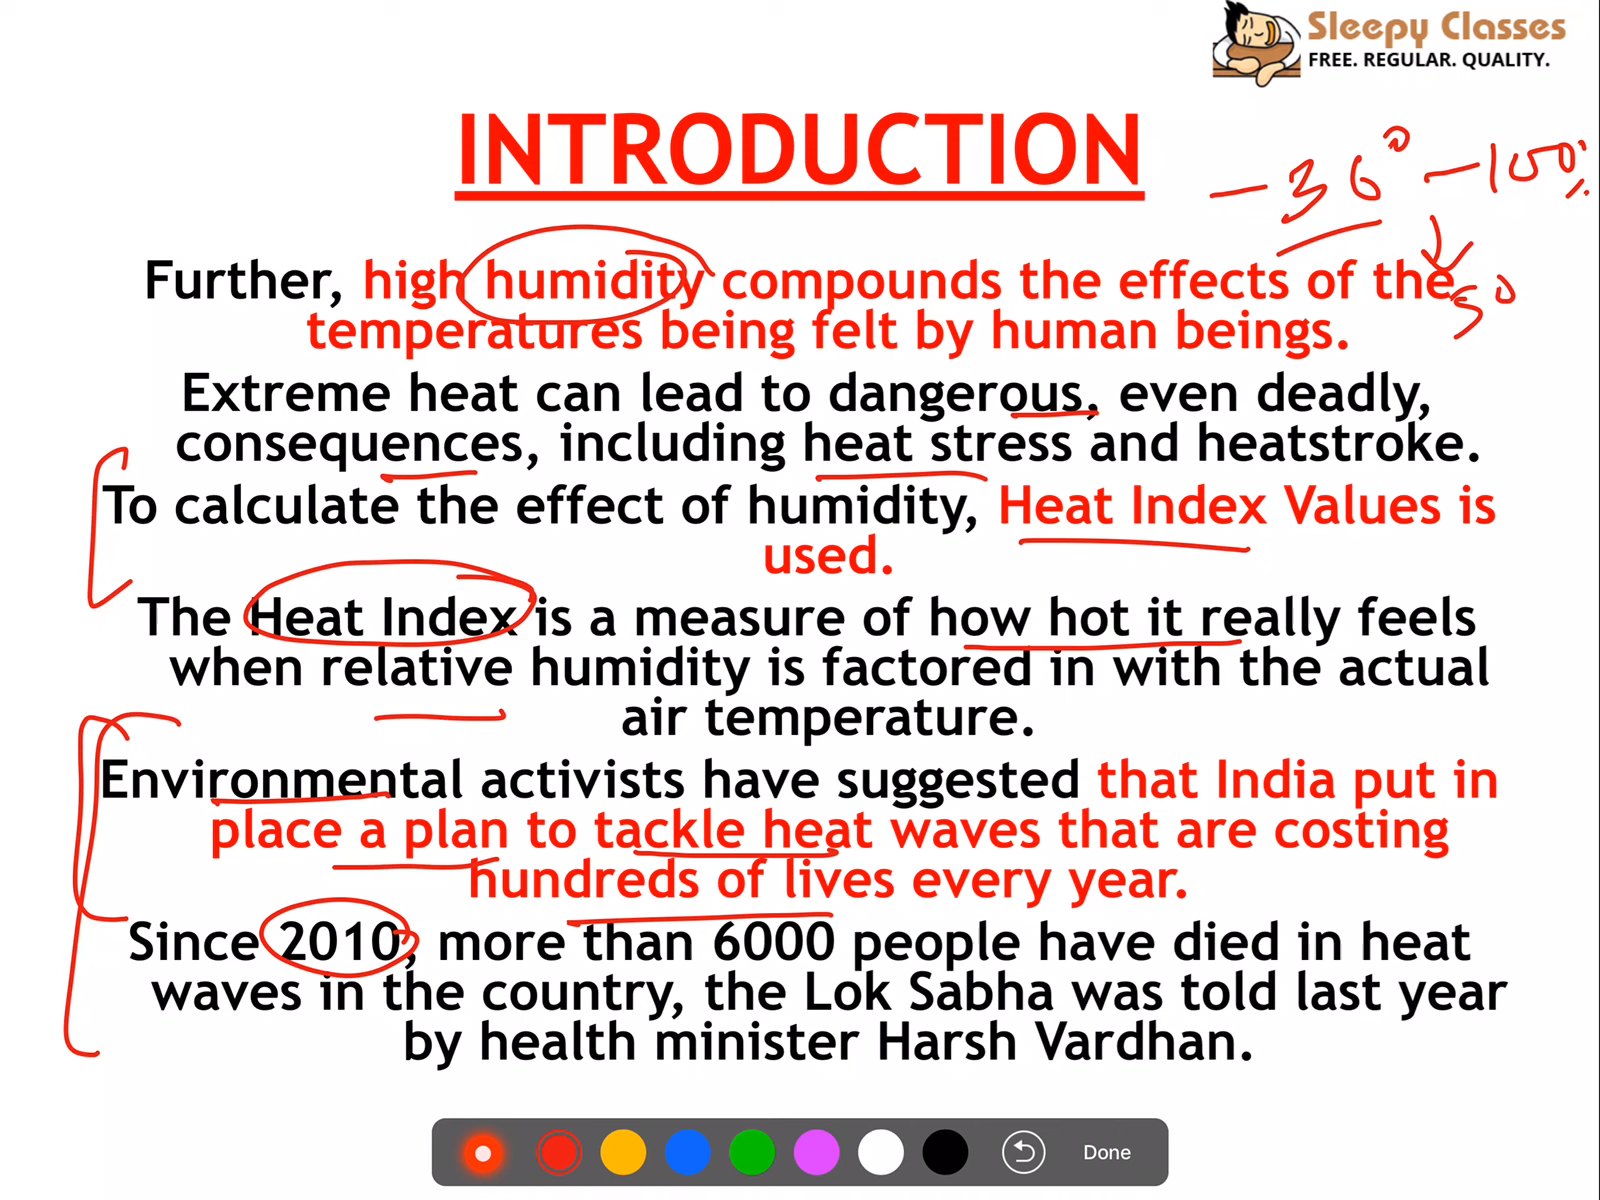 Sleepy Classes
FREE. REGULAR. QUALITY.
INTRODUCTION
- 36° - 100%
50
Further, high humidity compounds the effects of the
temperatures being felt by human beings.
Extreme heat can lead to dangerous, even deadly,
consequences, including heat stress and heatstroke.
To calculate the effect of humidity, Heat Index Values is
used.
The Heat Index is a measure of how hot it really feels
when relative humidity is factored in with the actual
air temperature.
Environmental activists have suggested that India put in
place a plan to tackle heat waves that are costing
hundreds of lives every year.
Since 2010, more than 6000 people have died in heat
waves in the country, the Lok Sabha was told last year
by health minister Harsh Vardhan.
Done